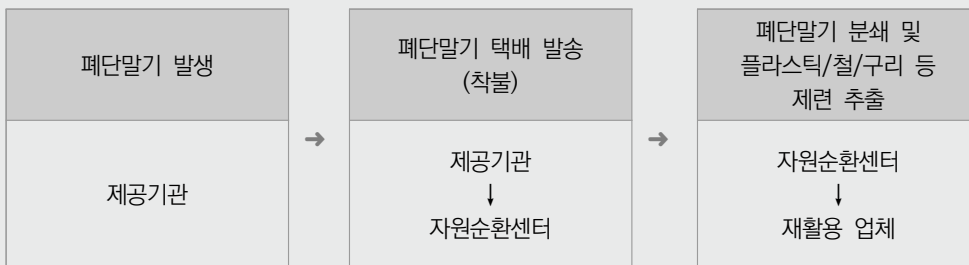 폐단말기 발생
제공기관
➜
폐단말기 택배 발송
(착불)
제공기관
↓
자원순환센터
➜
폐단말기 분쇄 및
플라스틱/철/구리 등
제련 추출
자원순환센터
↓
재활용 업체